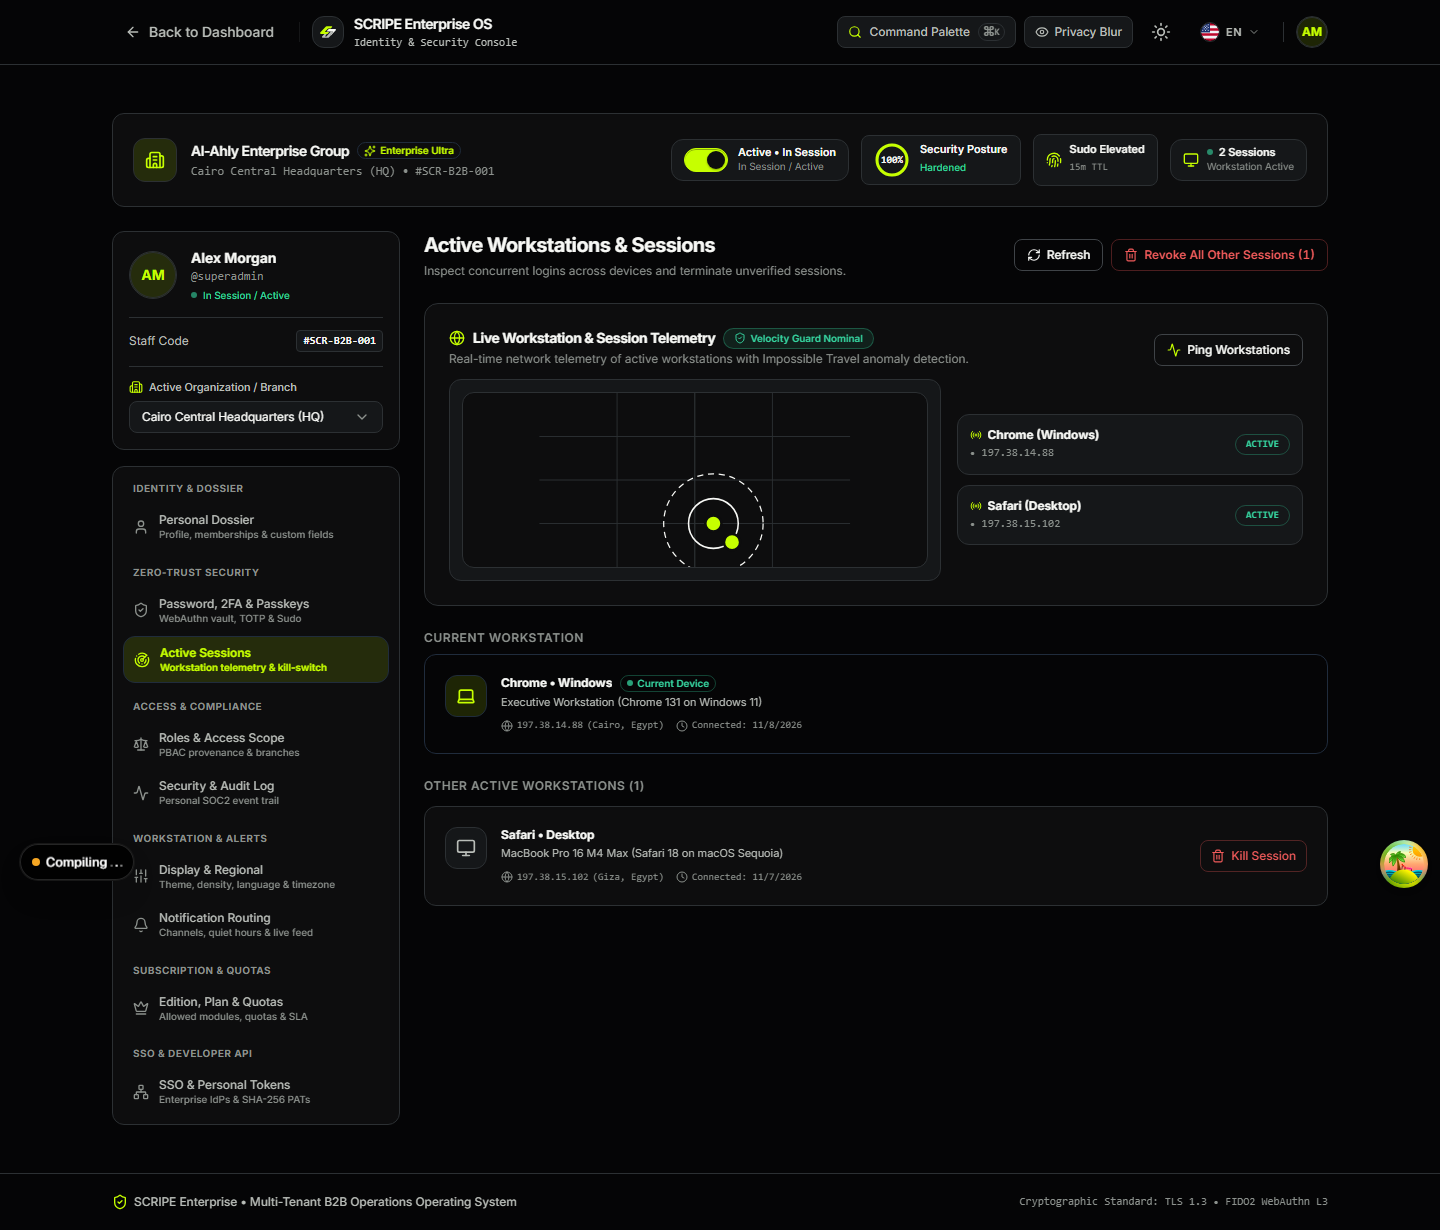 Back to Dashboard
SCRIPE Enterprise OS
Identity & Security Console
Command Palette ⌘K
Privacy Blur
EN
AM
Al-Ahly Enterprise Group
Enterprise Ultra
Cairo Central Headquarters (HQ) • #SCR-B2B-001
Active • In Session
In Session / Active
100%
Security Posture
Hardened
Sudo Elevated
15m TTL
2 Sessions
Workstation Active
AM
Alex Morgan
@superadmin
In Session / Active
Staff Code
#SCR-B2B-001
Active Organization / Branch
Cairo Central Headquarters (HQ)
IDENTITY & DOSSIER
Personal Dossier
Profile, memberships & custom fields
ZERO-TRUST SECURITY
Password, 2FA & Passkeys
WebAuthn vault, TOTP & Sudo
Active Sessions
Workstation telemetry & kill-switch
ACCESS & COMPLIANCE
Roles & Access Scope
PBAC provenance & branches
Security & Audit Log
Personal SOC2 event trail
WORKSTATION & ALERTS
Compiling ...
Display & Regional
Theme, density, language & timezone
Notification Routing
Channels, quiet hours & live feed
SUBSCRIPTION & QUOTAS
Edition, Plan & Quotas
Allowed modules, quotas & SLA
SSO & DEVELOPER API
SSO & Personal Tokens
Enterprise IdPs & SHA-256 PATs
Active Workstations & Sessions
Inspect concurrent logins across devices and terminate unverified sessions.
Refresh
Revoke All Other Sessions (1)
Live Workstation & Session Telemetry
Velocity Guard Nominal
Real-time network telemetry of active workstations with Impossible Travel anomaly detection.
Ping Workstations
Chrome (Windows)
• 197.38.14.88
ACTIVE
Safari (Desktop)
• 197.38.15.102
ACTIVE
CURRENT WORKSTATION
Chrome • Windows
Current Device
Executive Workstation (Chrome 131 on Windows 11)
197.38.14.88 (Cairo, Egypt)
Connected: 11/8/2026
OTHER ACTIVE WORKSTATIONS (1)
Safari • Desktop
MacBook Pro 16 M4 Max (Safari 18 on macOS Sequoia)
197.38.15.102 (Giza, Egypt)
Connected: 11/7/2026
Kill Session
SCRIPE Enterprise • Multi-Tenant B2B Operations Operating System
Cryptographic Standard: TLS 1.3 • FIDO2 WebAuthn L3